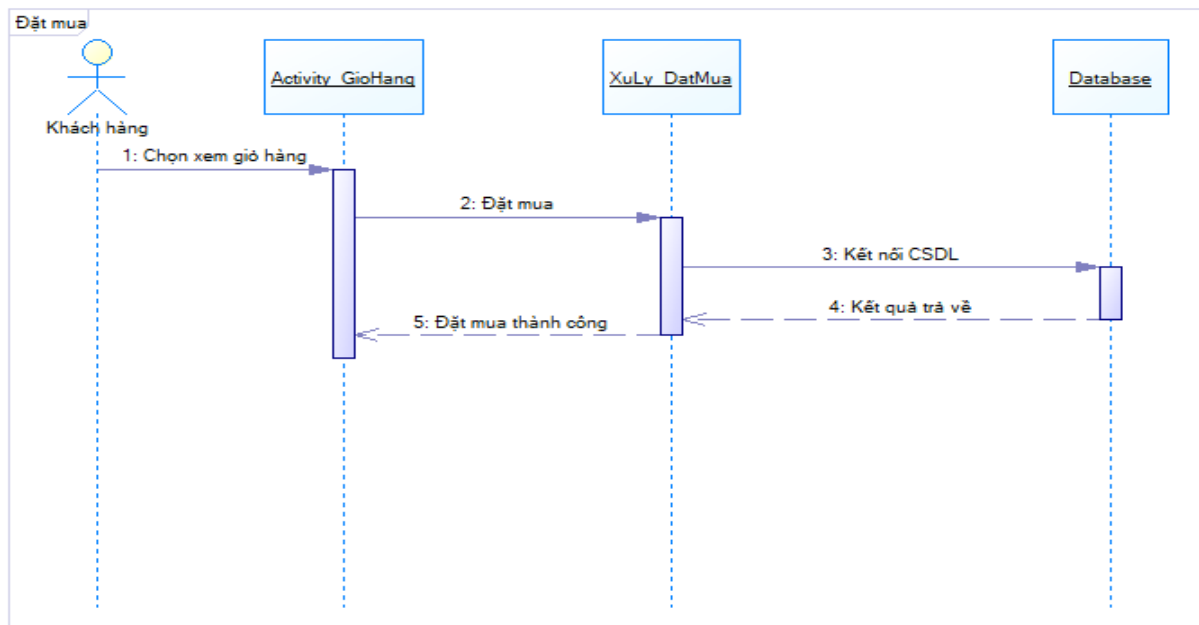 Đặt mua
Khách hàng
Activity_GioHang
XuLy_DatMua
Database
1: Chọn xem giỏ hàng
2: Đặt mua
3: Kết nối CSDL
4: Kết quả trả về
5: Đặt mua thành công